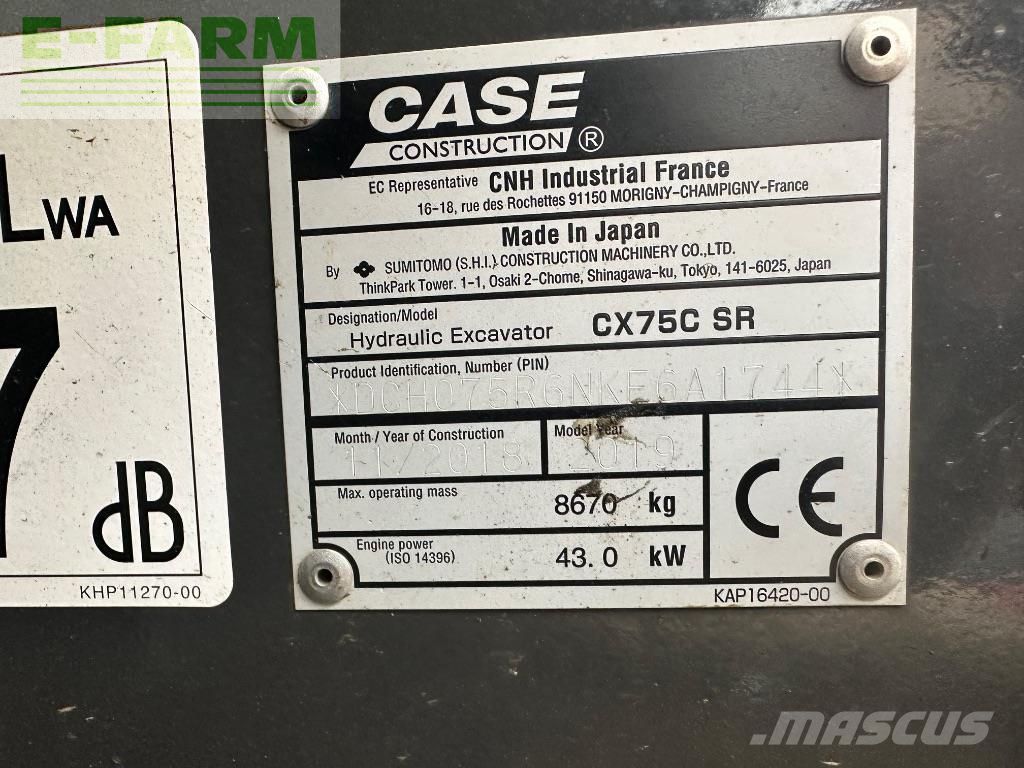 E-FARM
LWA
7
dB
KHP11270-00
CASE
CONSTRUCTION ®
EC Representative CNH Industrial France
16-18, rue des Rochettes 91150 MORIGNY-CHAMPIGNY-France
Made In Japan
By SUMITOMO (S.H.I.) CONSTRUCTION MACHINERY CO.,LTD.
ThinkPark Tower. 1-1, Osaki 2-Chome, Shinagawa-ku, Tokyo, 141-6025, Japan
Designation/Model
Hydraulic Excavator CX75C SR
Product Identification, Number (PIN)
XDCH075R6NKE6A1744X
Month/Year of Construction Model Year
11/2018 2019
Max. operating mass
8670 kg
Engine power
(ISO 14396) 43.0 kW
CE
KAP16420-00
MASCUS